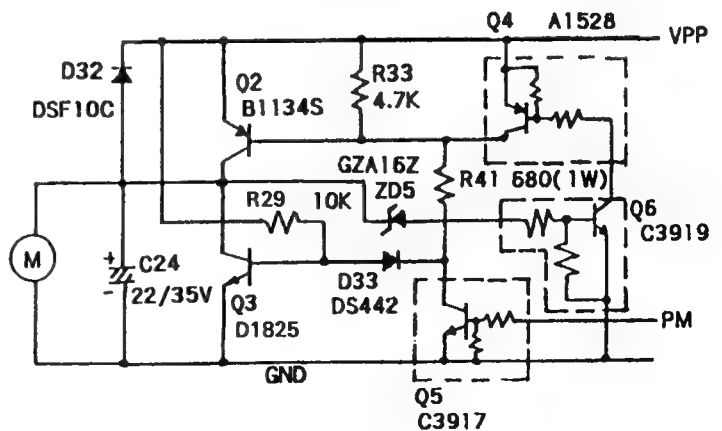 Q4 A1528
VPP
D32
DSF10C
Q2
B1134S
R33
4.7K
GZA16Z
ZD5
R41 680(1W)
R29 10K
Q6
C3919
M
+
-
C24
22/35V
Q3
D1825
D33
DS442
PM
GND
Q5
C3917